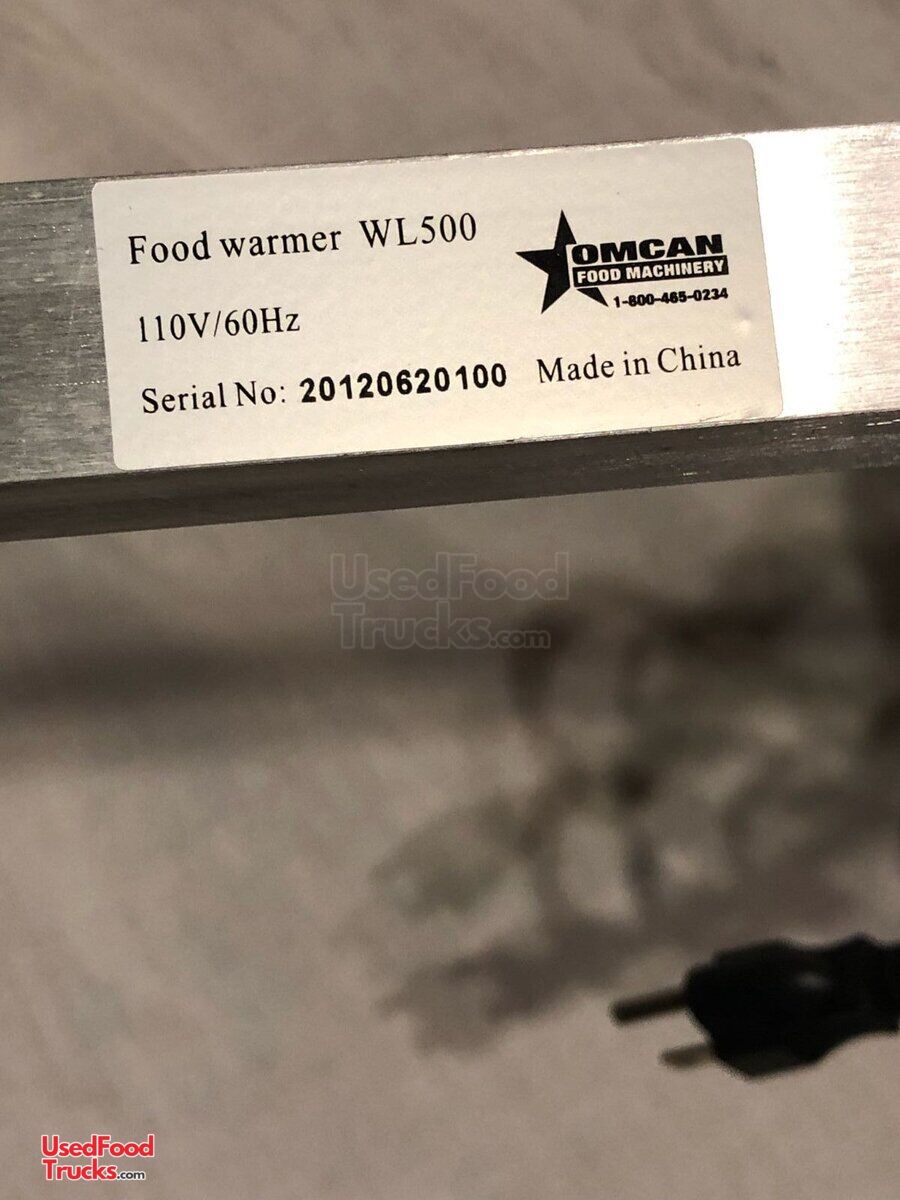 Food warmer WL500
OMCAN
FOOD MACHINERY
1-800-465-0234
110V/60Hz
Serial No: 20120620100 Made in China
UsedFood
Trucks.com
UsedFood
Trucks.com